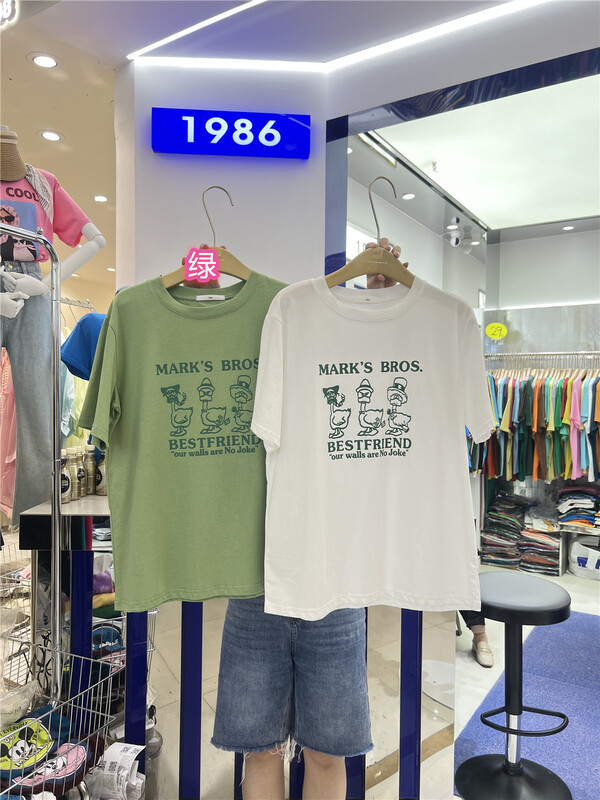 1986
COOL
绿
29
MARK'S BROS.
BESTFRIEND
"our walls are No Joke"
MARK'S BROS.
BESTFRIEND
"our walls are No Joke"